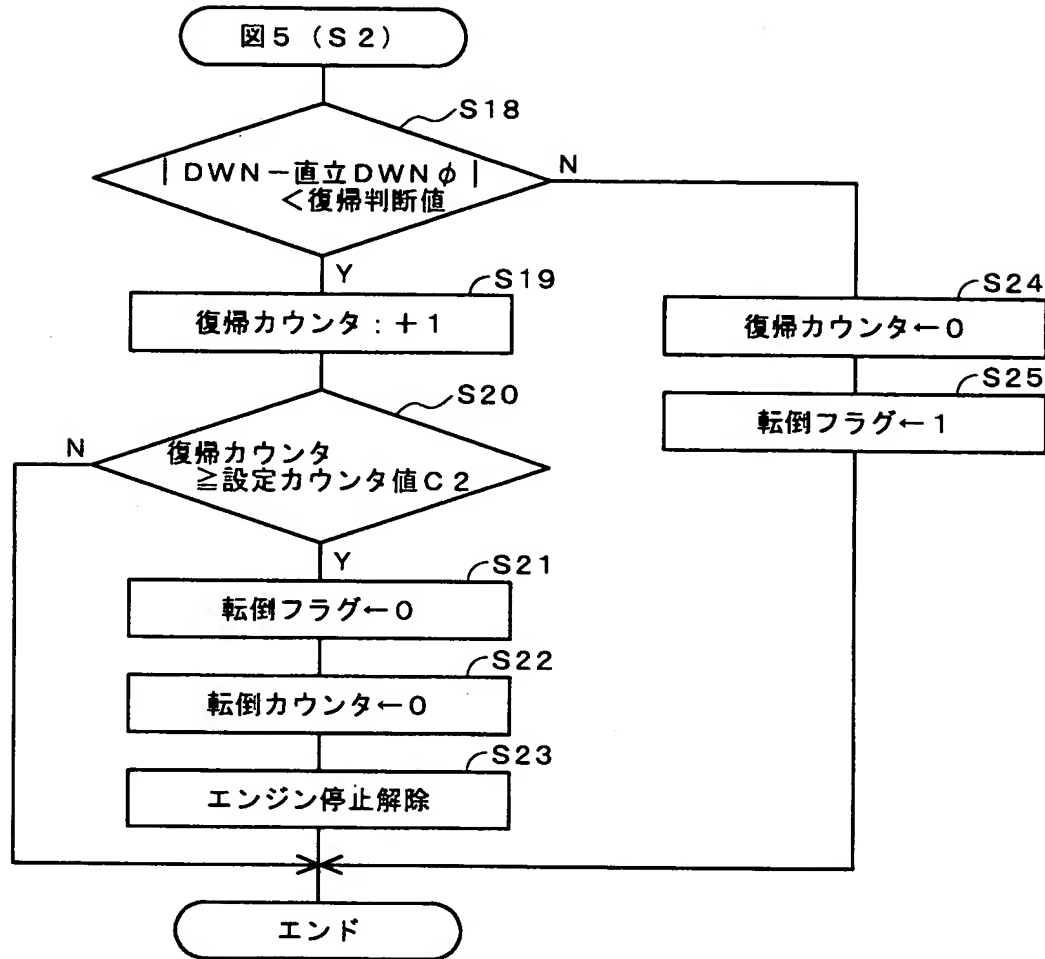 図5(S2)
S18
|DWN-直立DWNφ|
<復帰判断値
N
Y
S19
復帰カウンタ:+1
S24
復帰カウンタ←0
S25
転倒フラグ←1
S20
N
復帰カウンタ
≧設定カウンタ値C2
Y
S21
転倒フラグ←0
S22
転倒カウンタ←0
S23
エンジン停止解除
エンド